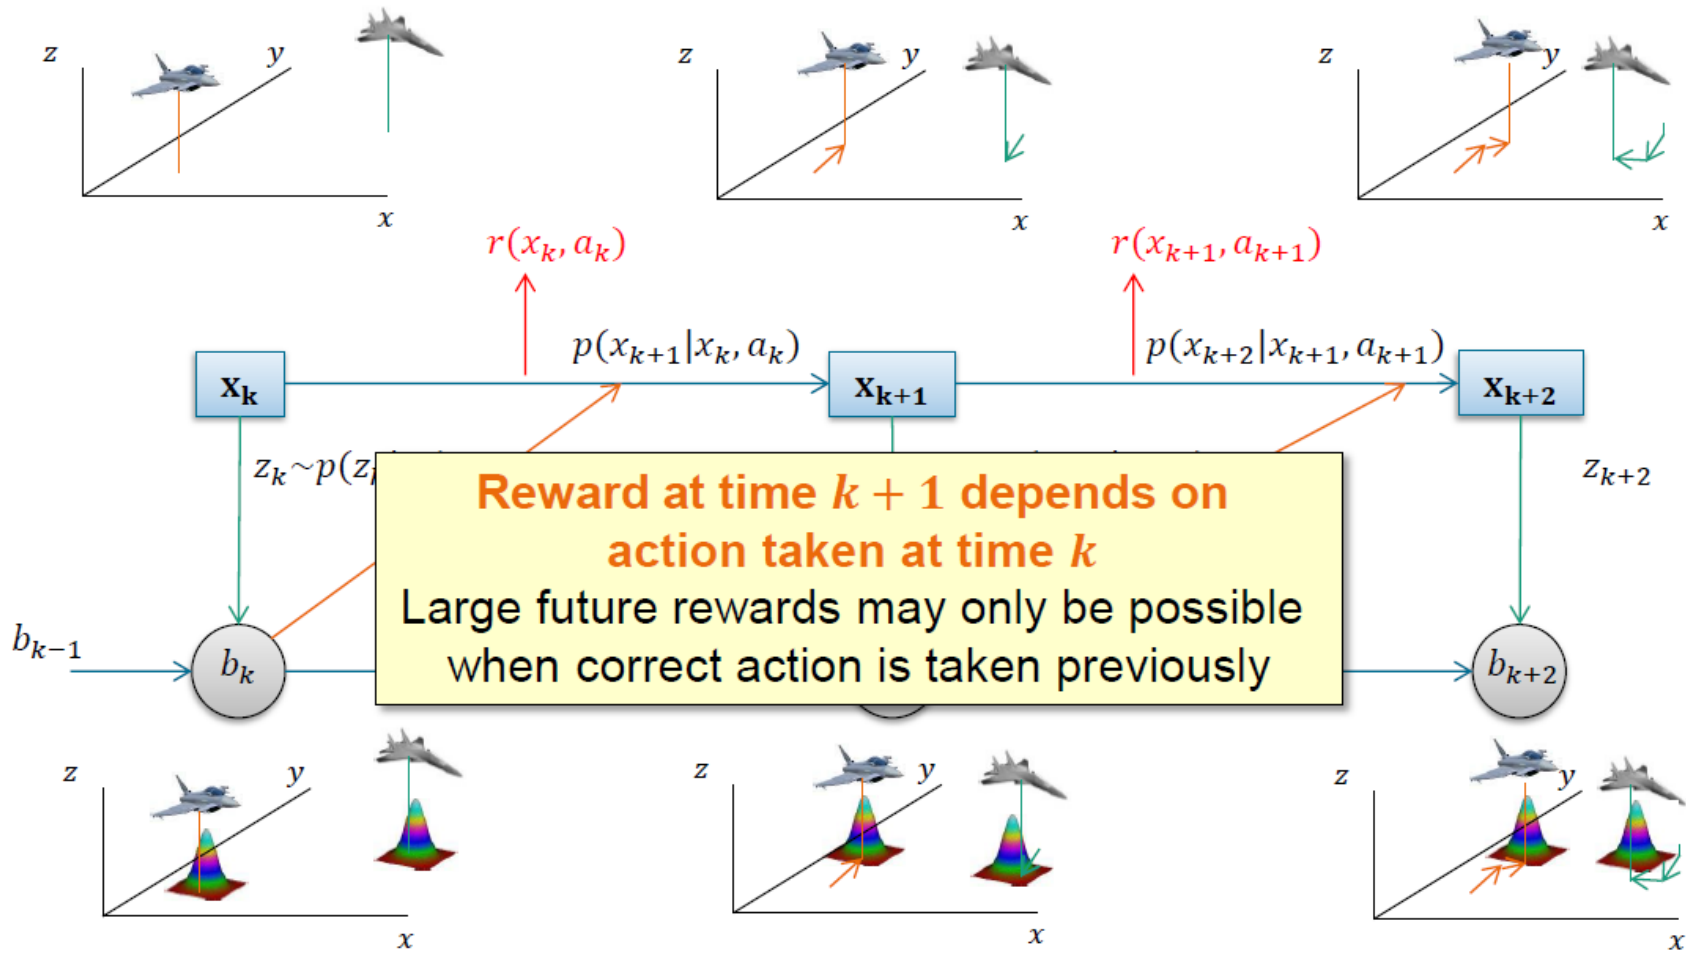 z y
z y
z y
x
x
x
r(x_k, a_k)
r(x_{k+1}, a_{k+1})
p(x_{k+1}|x_k, a_k)
p(x_{k+2}|x_{k+1}, a_{k+1})
x_k
x_{k+1}
x_{k+2}
z_k~p(z_k
z_{k+2}
Reward at time k + 1 depends on
action taken at time k
Large future rewards may only be possible
when correct action is taken previously
b_{k-1}
b_k
b_{k+2}
z y
z y
z y
x
x
x